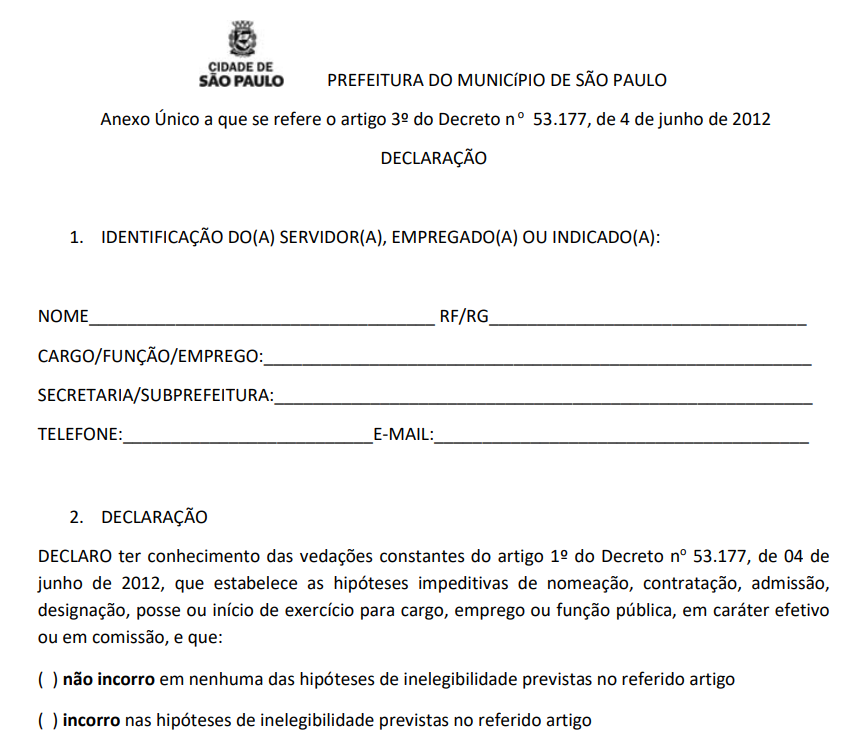 CIDADE DE
SÃO PAULO
PREFEITURA DO MUNICíPIO DE SÃO PAULO
Anexo Único a que se refere o artigo 3º do Decreto nº 53.177, de 4 de junho de 2012
DECLARAÇÃO
1. IDENTIFICAÇÃO DO(A) SERVIDOR(A), EMPREGADO(A) OU INDICADO(A):
NOME____________________________________ RF/RG_________________________________
CARGO/FUNÇÃO/EMPREGO:_________________________________________________________
SECRETARIA/SUBPREFEITURA:________________________________________________________
TELEFONE:__________________________E-MAIL:_______________________________________
2. DECLARAÇÃO
DECLARO ter conhecimento das vedações constantes do artigo 1º do Decreto nº 53.177, de 04 de
junho de 2012, que estabelece as hipóteses impeditivas de nomeação, contratação, admissão,
designação, posse ou início de exercício para cargo, emprego ou função pública, em caráter efetivo
ou em comissão, e que:
( ) não incorro em nenhuma das hipóteses de inelegibilidade previstas no referido artigo
( ) incorro nas hipóteses de inelegibilidade previstas no referido artigo